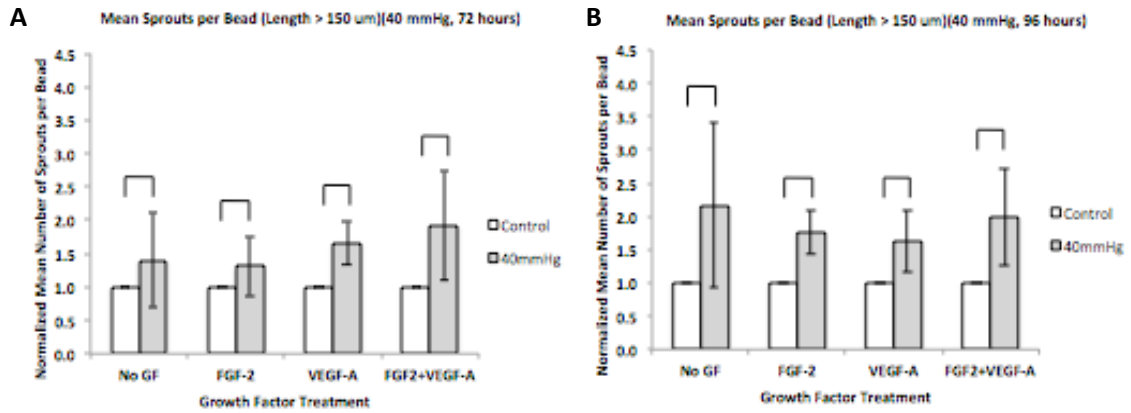 A
Mean Sprouts per Bead (Length > 150 um)(40 mmHg, 72 hours)
Normalized Mean Number of Sprouts per Bead
4.5
4.0
3.5
3.0
2.5
2.0
1.5
1.0
0.5
0.0
No GF FGF-2 VEGF-A FGF2+VEGF-A
Growth Factor Treatment
Control
40mmHg
B
Mean Sprouts per Bead (Length > 150 um)(40 mmHg, 96 hours)
Normalized Mean Number of Sprouts per Bead
4.5
4.0
3.5
3.0
2.5
2.0
1.5
1.0
0.5
0.0
No GF FGF-2 VEGF-A FGF2+VEGF-A
Growth Factor Treatment
Control
40mmHg